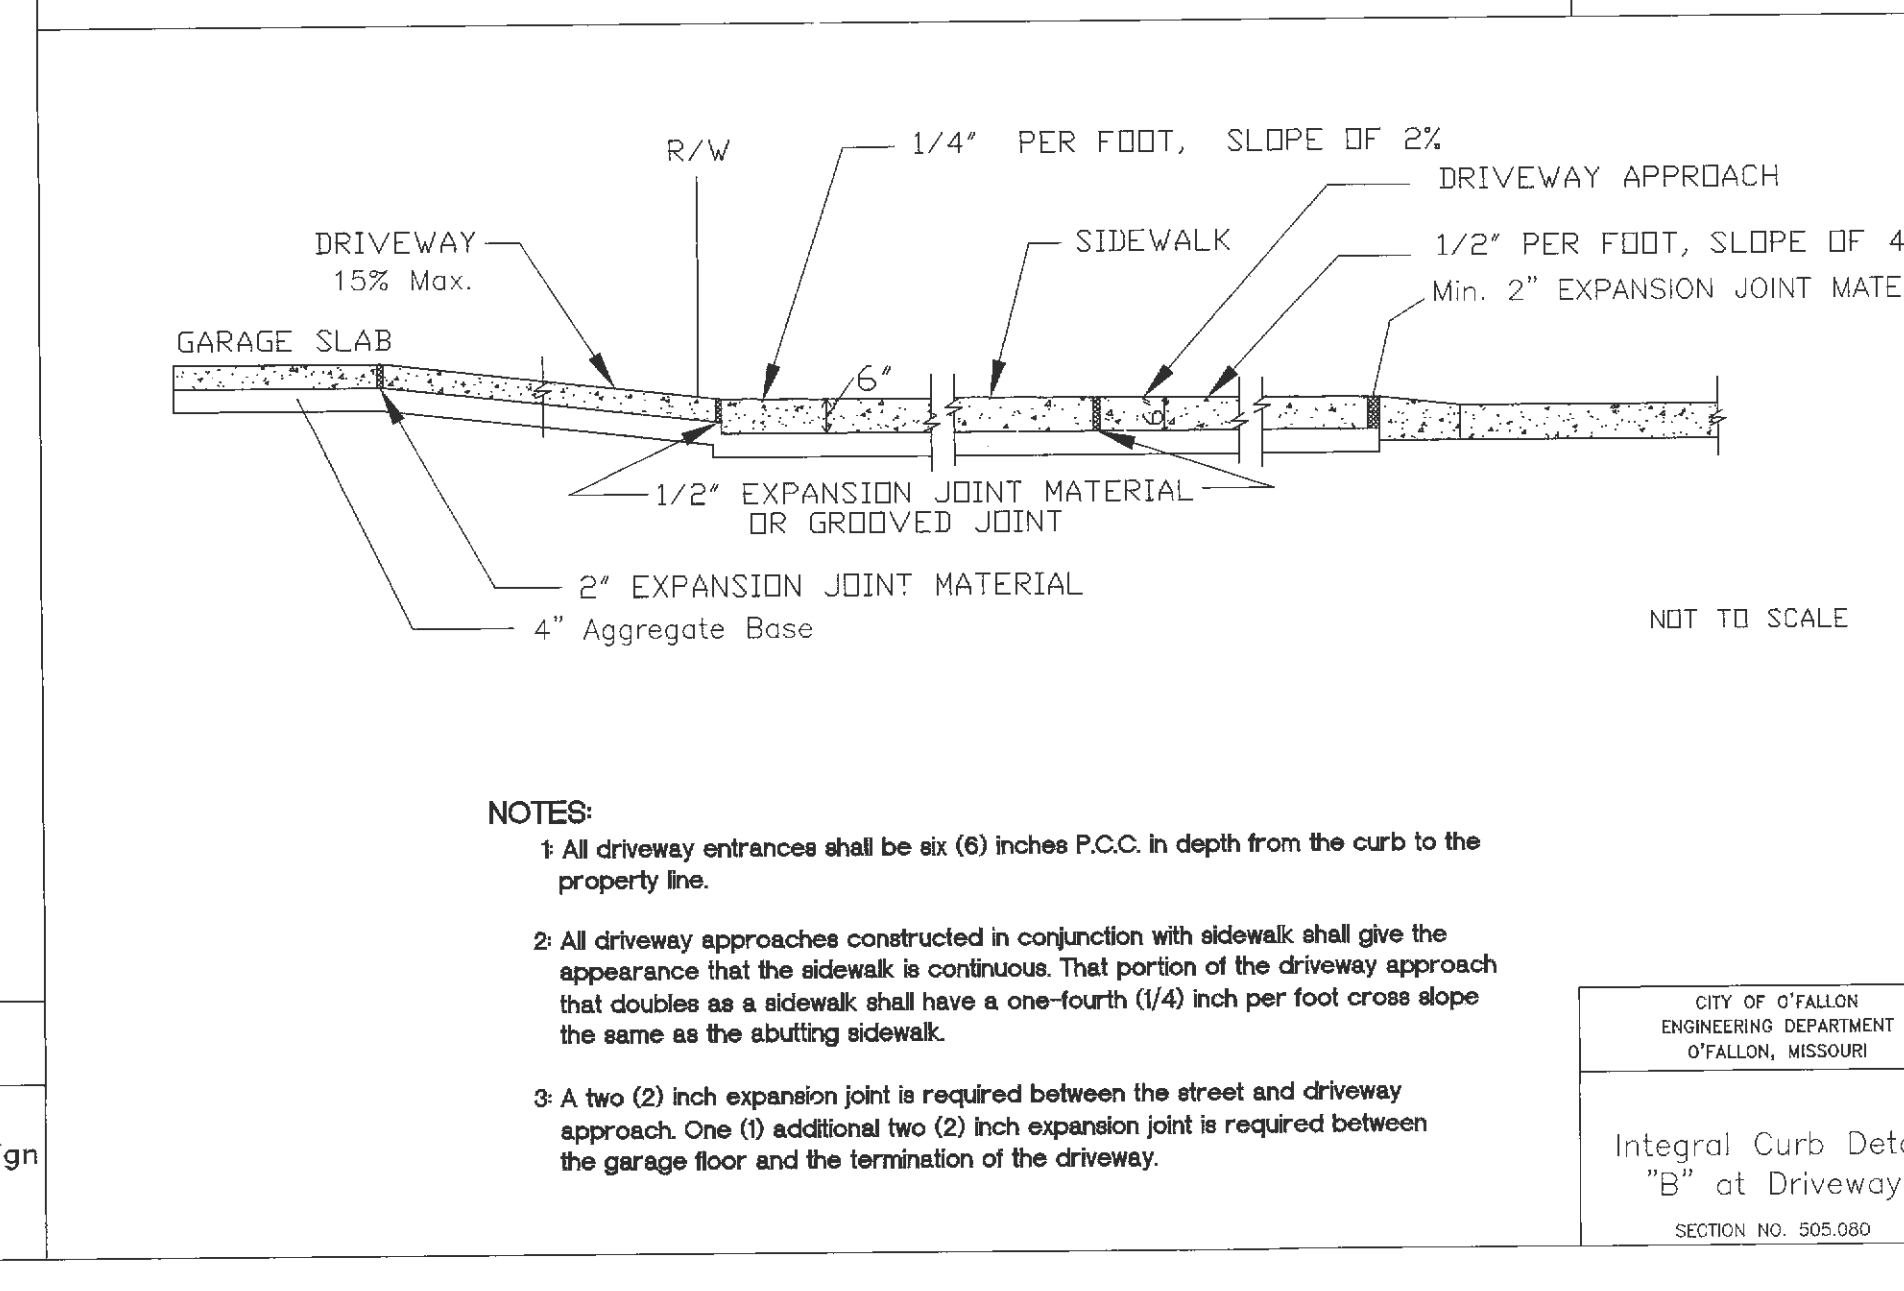 R/W
1/4" PER FOOT, SLOPE OF 2%
DRIVEWAY APPROACH
DRIVEWAY
15% Max.
SIDEWALK
1/2" PER FOOT, SLOPE OF 4
Min. 2" EXPANSION JOINT MATE
GARAGE SLAB
6"
6"
1/2" EXPANSION JOINT MATERIAL
OR GROOVED JOINT
2" EXPANSION JOINT MATERIAL
4" Aggregate Base
NOT TO SCALE
NOTES:
1: All driveway entrances shall be six (6) inches P.C.C. in depth from the curb to the
property line.
2: All driveway approaches constructed in conjunction with sidewalk shall give the
appearance that the sidewalk is continuous. That portion of the driveway approach
that doubles as a sidewalk shall have a one-fourth (1/4) inch per foot cross slope
the same as the abutting sidewalk.
3: A two (2) inch expansion joint is required between the street and driveway
approach. One (1) additional two (2) inch expansion joint is required between
the garage floor and the termination of the driveway.
gn
CITY OF O'FALLON
ENGINEERING DEPARTMENT
O'FALLON, MISSOURI
Integral Curb Deta
"B" at Driveway
SECTION NO. 505.080